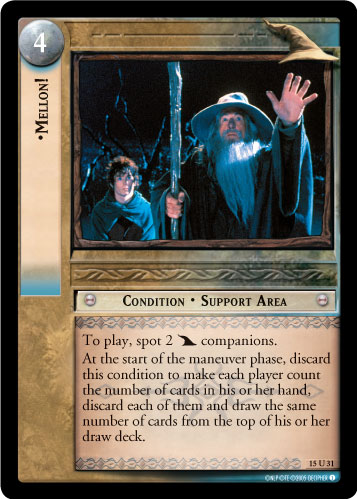 4
•Mellon!
Condition • Support Area
To play, spot 2 companions.
At the start of the maneuver phase, discard
this condition to make each player count
the number of cards in his or her hand,
discard each of them and draw the same
number of cards from the top of his or her
draw deck.
15 U 31